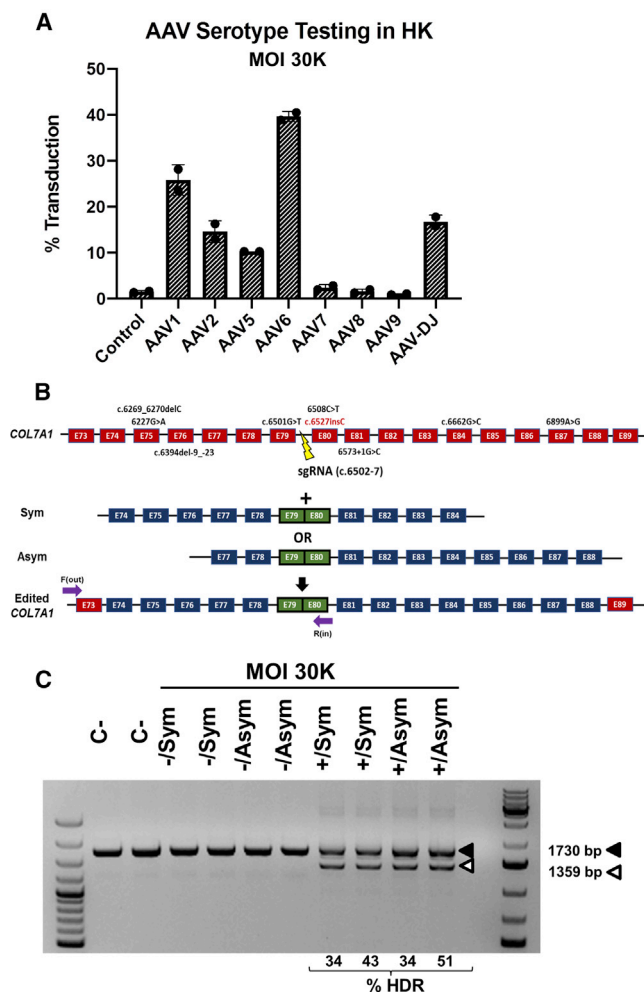 A
AAV Serotype Testing in HK
MOI 30K
% Transduction
50
40
30
20
10
0
Control
AAV1
AAV2
AAV5
AAV6
AAV7
AAV8
AAV9
AAV-DJ
B
c.6269_6270delC
6227G>A
c.6501G>T
6508C>T
c.6527InsC
c.6662G>C
6899A>G
COL7A1
E73 E74 E75 E76 E77 E78 E79 E80 E81 E82 E83 E84 E85 E86 E87 E88 E89
c.6394del-9_-23
6573+1G>C
sgRNA (c.6502-7)
+
Sym
E74 E75 E76 E77 E78 E79 E80 E81 E82 E83 E84
OR
Asym
E77 E78 E79 E80 E81 E82 E83 E84 E85 E86 E87 E88
F(out)
Edited
COL7A1
E73 E74 E75 E76 E77 E78 E79 E80 E81 E82 E83 E84 E85 E86 E87 E88 E89
R(in)
C
MOI 30K
C-
C-
-/Sym
-/Sym
-/Asym
-/Asym
+/Sym
+/Sym
+/Asym
+/Asym
1730 bp
1359 bp
34 43 34 51
% HDR